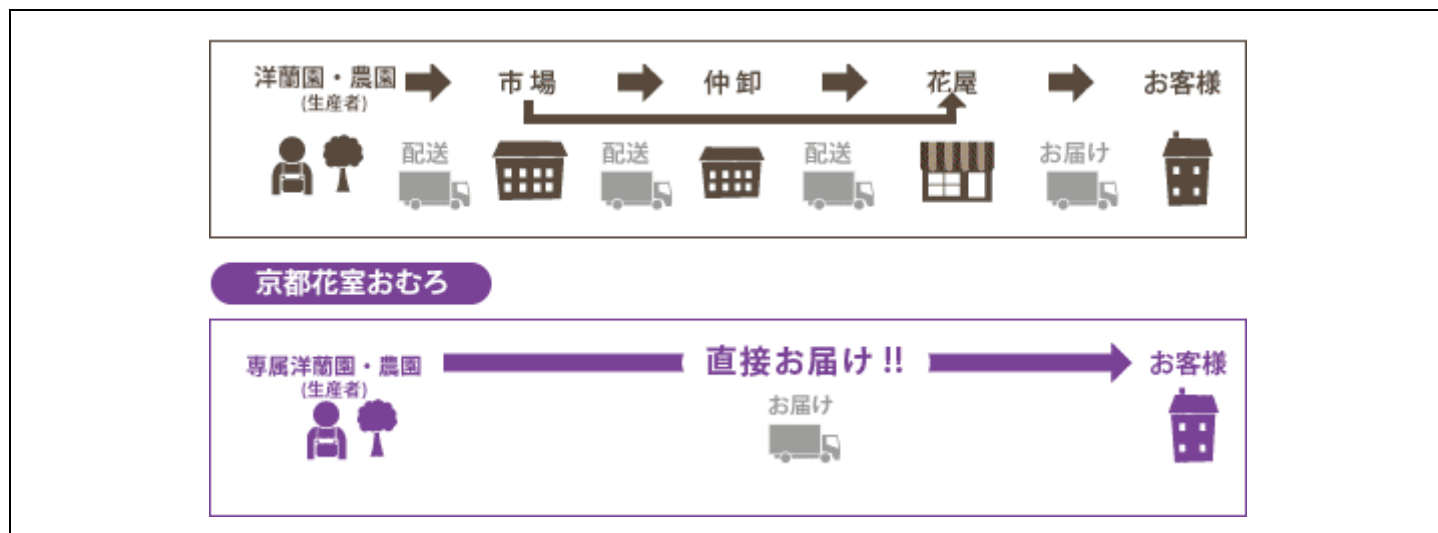 洋蘭園・農園
(生産者)
市場
仲卸
花屋
お客様
配送
配送
配送
お届け
京都花室おむろ
専属洋蘭園・農園
(生産者)
直接お届け!!
お客様
お届け